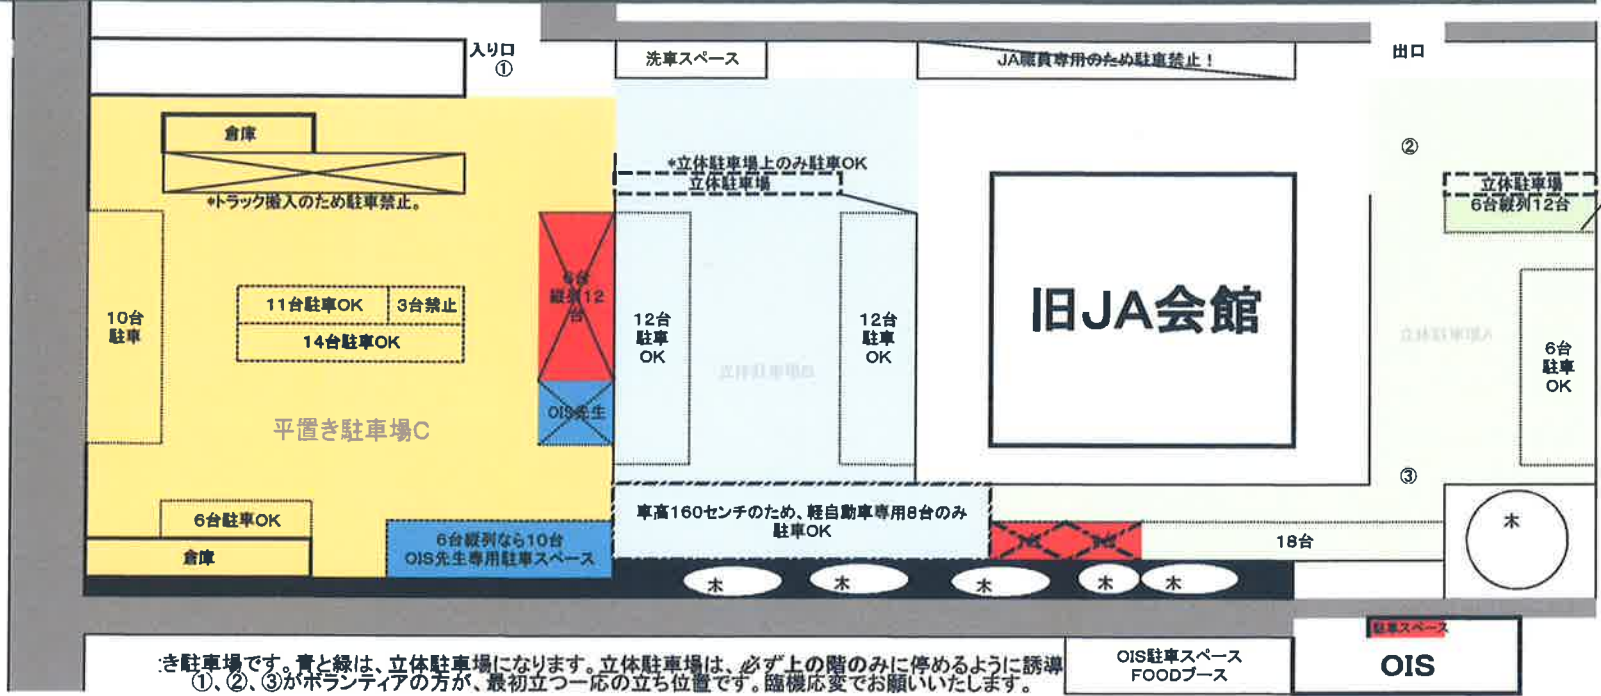 入り口
①
洗車スペース
JA職員専用のため駐車禁止！
出口
倉庫
*トラック搬入のため駐車禁止。
*立体駐車場上のみ駐車OK
立体駐車場
②
立体駐車場
6台縦列12台
10台
駐車
11台駐車OK
3台禁止
14台駐車OK
6台
縦列12
台
OIS先生
12台
駐車
OK
12台
駐車
OK
旧JA会館
6台
駐車
OK
平置き駐車場C
③
6台駐車OK
倉庫
6台縦列なら10台
OIS先生専用駐車スペース
車高160センチのため、軽自動車専用8台のみ
駐車OK
18台
木
木
木
木
木
木
駐車スペース
OIS
OIS駐車スペース
FOODブース
き駐車場です。青と緑は、立体駐車場になります。立体駐車場は、必ず上の階のみに停めるように誘導
①、②、③がボランティアの方が、最初立つ一応の立ち位置です。臨機応変でお願いいたします。